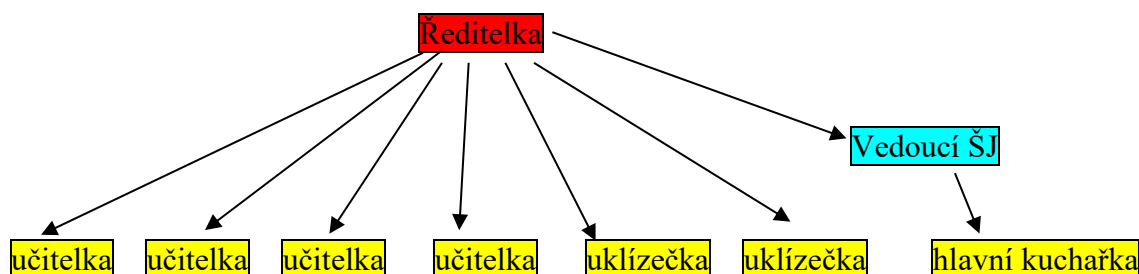 Ředitelka
Vedoucí ŠJ
učitelka učitelka učitelka učitelka uklízečka uklízečka hlavní kuchařka